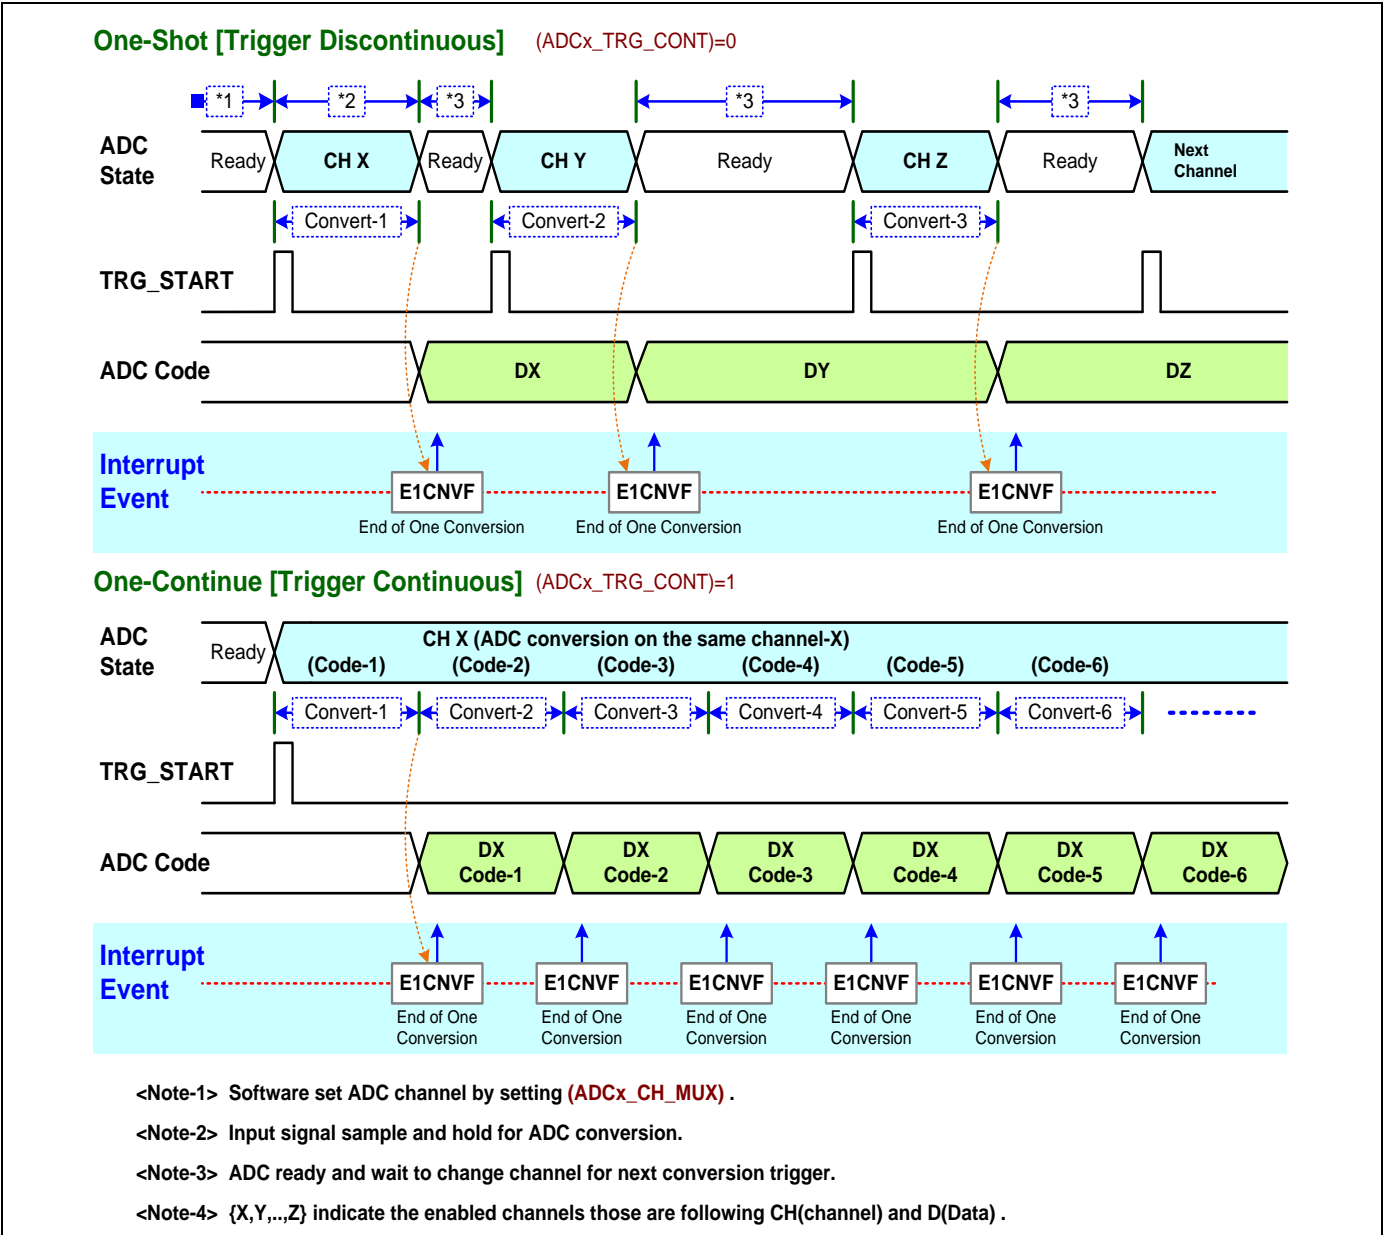 One-Shot [Trigger Discontinuous] (ADCx_TRG_CONT)=0
*1 *2 *3 *3 *3
ADC State Ready CH X Ready CH Y Ready CH Z Ready Next Channel
Convert-1 Convert-2 Convert-3
TRG_START
ADC Code DX DY DZ
Interrupt Event E1CNVF E1CNVF E1CNVF
End of One Conversion End of One Conversion End of One Conversion
One-Continue [Trigger Continuous] (ADCx_TRG_CONT)=1
ADC State Ready CH X (ADC conversion on the same channel-X)
(Code-1) (Code-2) (Code-3) (Code-4) (Code-5) (Code-6)
Convert-1 Convert-2 Convert-3 Convert-4 Convert-5 Convert-6
TRG_START
ADC Code DX Code-1 DX Code-2 DX Code-3 DX Code-4 DX Code-5 DX Code-6
Interrupt Event E1CNVF E1CNVF E1CNVF E1CNVF E1CNVF E1CNVF
End of One End of One End of One End of One End of One End of One
Conversion Conversion Conversion Conversion Conversion Conversion
<Note-1> Software set ADC channel by setting (ADCx_CH_MUX) .
<Note-2> Input signal sample and hold for ADC conversion.
<Note-3> ADC ready and wait to change channel for next conversion trigger.
<Note-4> {X,Y,..,Z} indicate the enabled channels those are following CH(channel) and D(Data) .